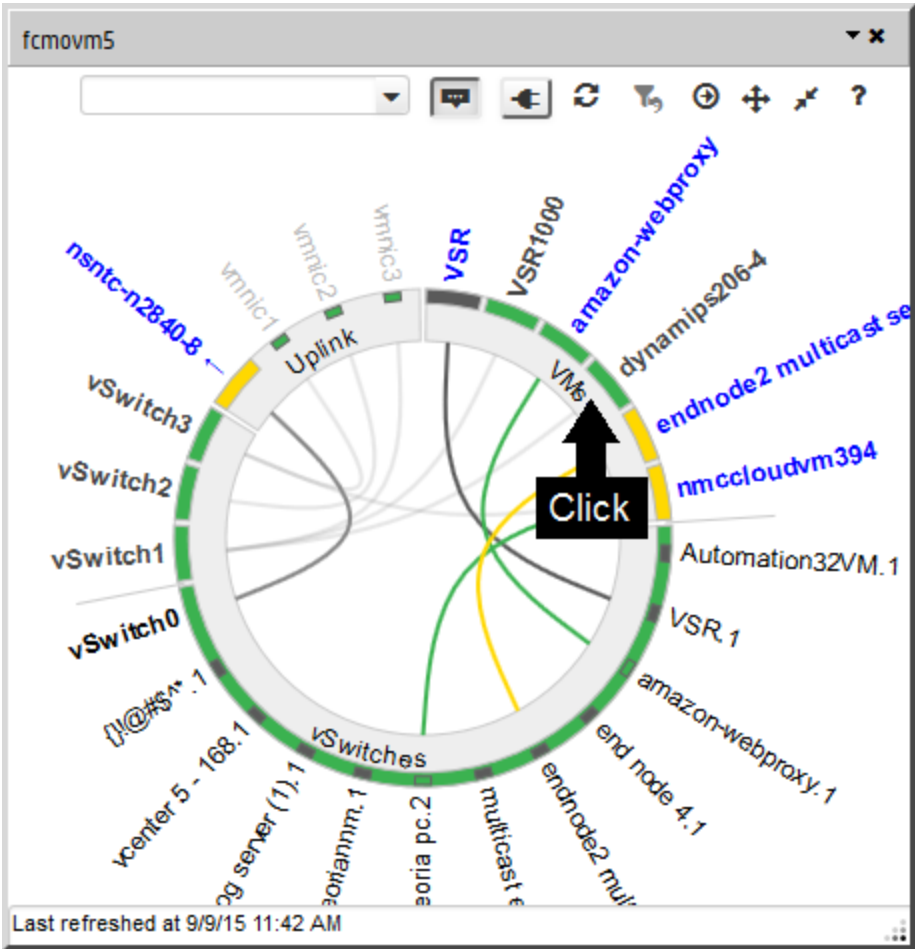 fcmovm5
?
vmnic3
vmnic2
vmnic1
nsntc-n2840-8 ←
Uplink
VSR
VSR1000
amazon-webproxy
dynamips206-4
endnode2 multicast se
nmccloudvm394
VMs
Click
vSwitch3
vSwitch2
vSwitch1
vSwitch0
Automation32VM.1
VSR.1
amazon-webproxy.1
end node 4.1
endnode2 mul
multicast e
eoria pc.2
eoriannm.1
og server (1).1
vcenter 5 - 168.1
{}!@#$^*.1
vSwitches
Last refreshed at 9/9/15 11:42 AM